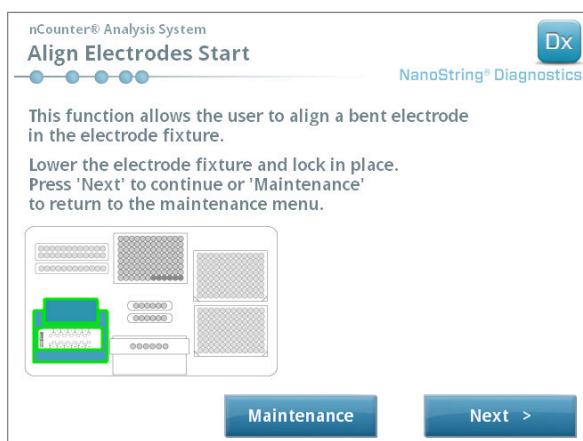 nCounter® Analysis System
Align Electrodes Start
Dx
NanoString® Diagnostics
This function allows the user to align a bent electrode
in the electrode fixture.
Lower the electrode fixture and lock in place.
Press 'Next' to continue or 'Maintenance'
to return to the maintenance menu.
Maintenance
Next >